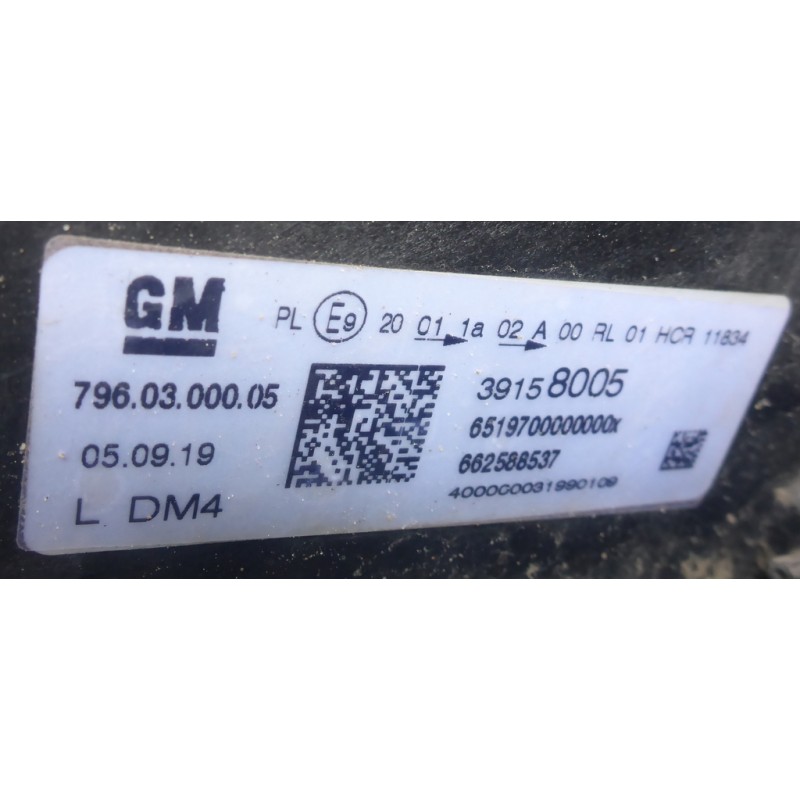 GM
PL E9 20 01 1a 02 A 00 RL 01 HCR 11834
796.03.000.05
39158005
6519700000000x
05.09.19
662588537
4000C0031990109
L DM4